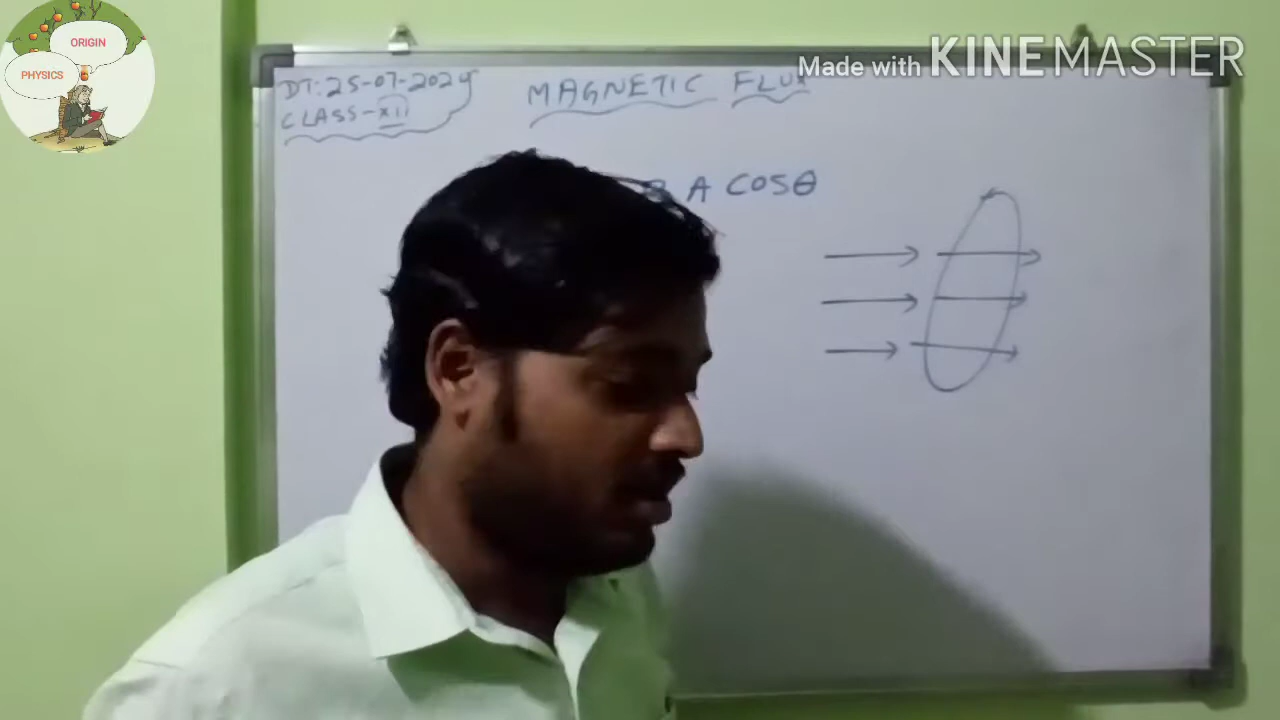 ORIGIN
PHYSICS
Made with KINEMASTER
DT:25-07-2024
CLASS-XII
MAGNETIC FLUX
B A COSθ